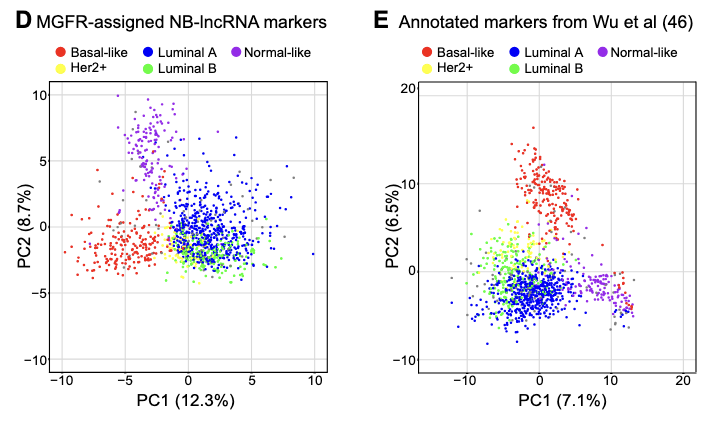 D MGFR-assigned NB-lncRNA markers
Basal-like Luminal A Normal-like
Her2+ Luminal B
10
5
0
−5
−10
PC2 (8.7%)
−10 −5 0 5 10
PC1 (12.3%)
E Annotated markers from Wu et al (46)
Basal-like Luminal A Normal-like
Her2+ Luminal B
20
10
0
−10
PC2 (6.5%)
−10 0 10 20
PC1 (7.1%)